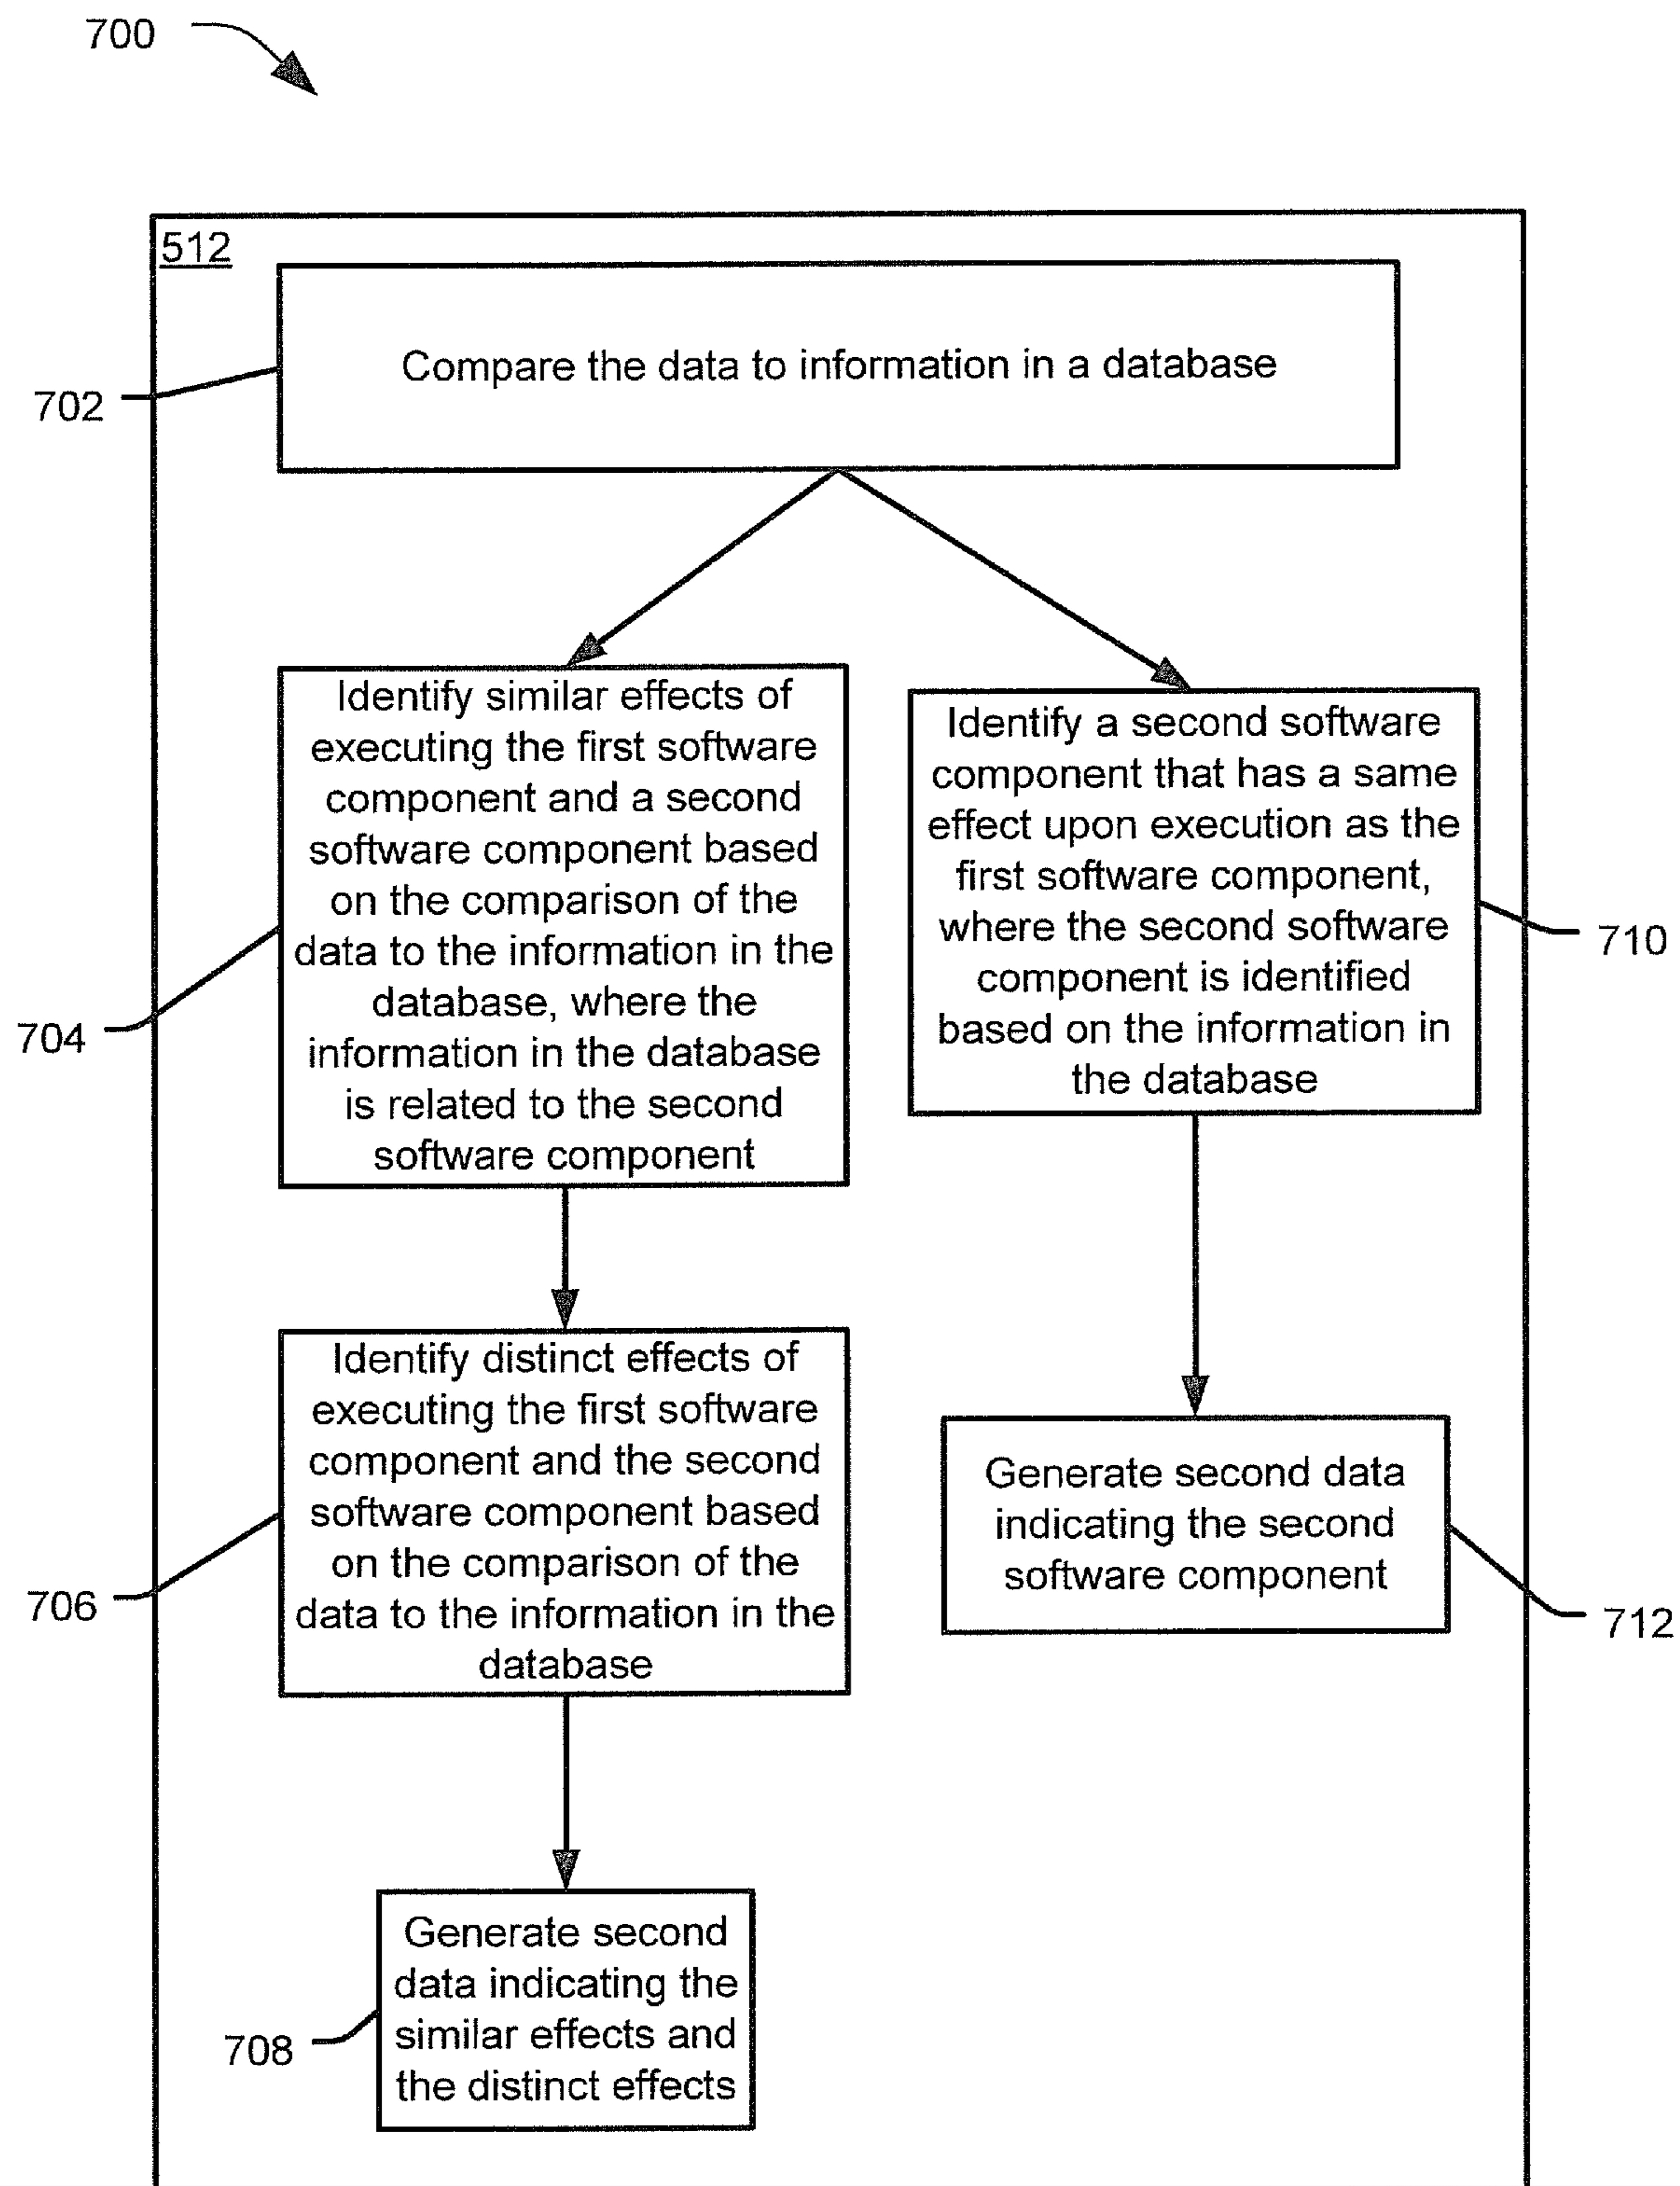 700
512
Compare the data to information in a database
702
Identify similar effects of
executing the first software
component and a second
software component based
on the comparison of the
data to the information in the
database, where the
information in the database
is related to the second
software component
704
Identify a second software
component that has a same
effect upon execution as the
first software component,
where the second software
component is identified
based on the information in
the database
710
Identify distinct effects of
executing the first software
component and the second
software component based
on the comparison of the
data to the information in the
database
706
Generate second data
indicating the second
software component
712
Generate second
data indicating the
similar effects and
the distinct effects
708